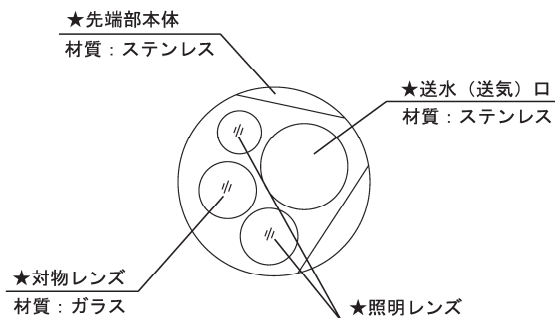 ★先端部本体
材質：ステンレス
★送水（送気）口
材質：ステンレス
★対物レンズ
材質：ガラス
★照明レンズ